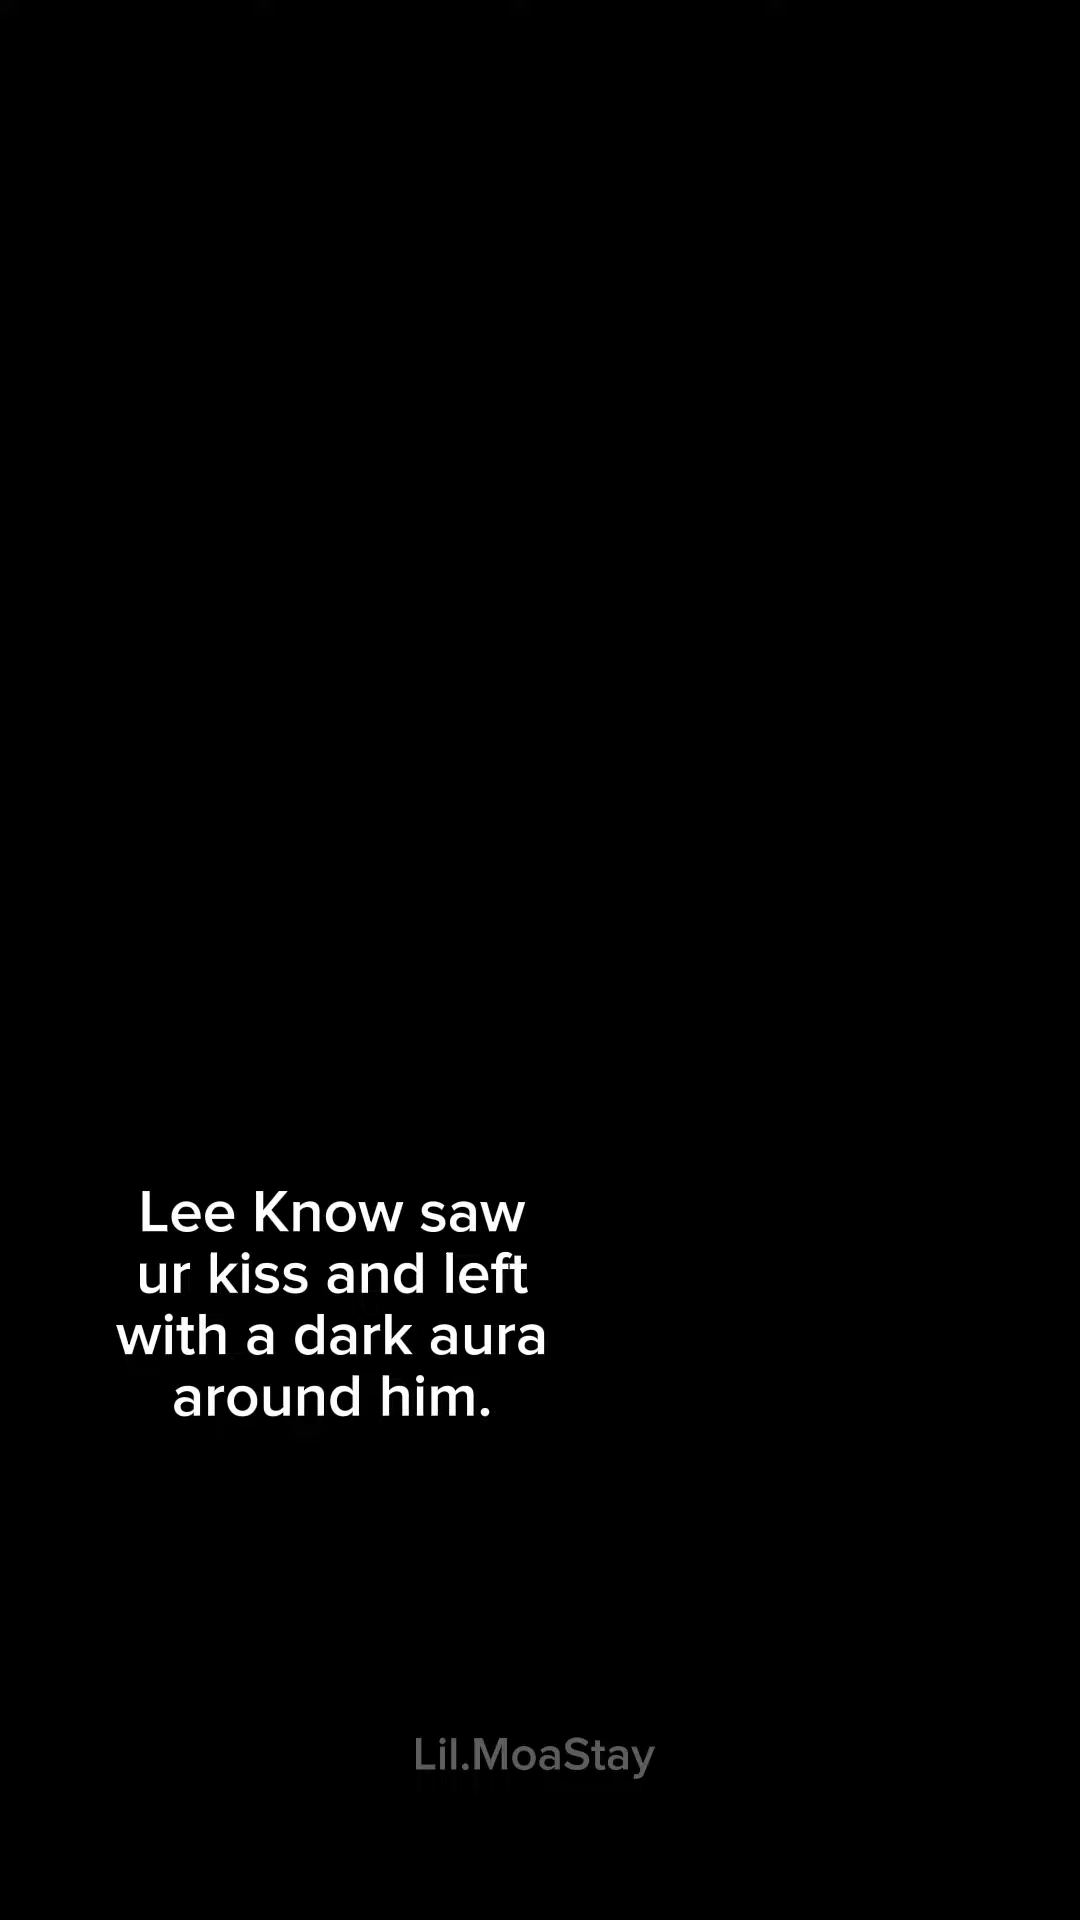 Lee Know saw
ur kiss and left
with a dark aura
around him.
Lil.MoaStay